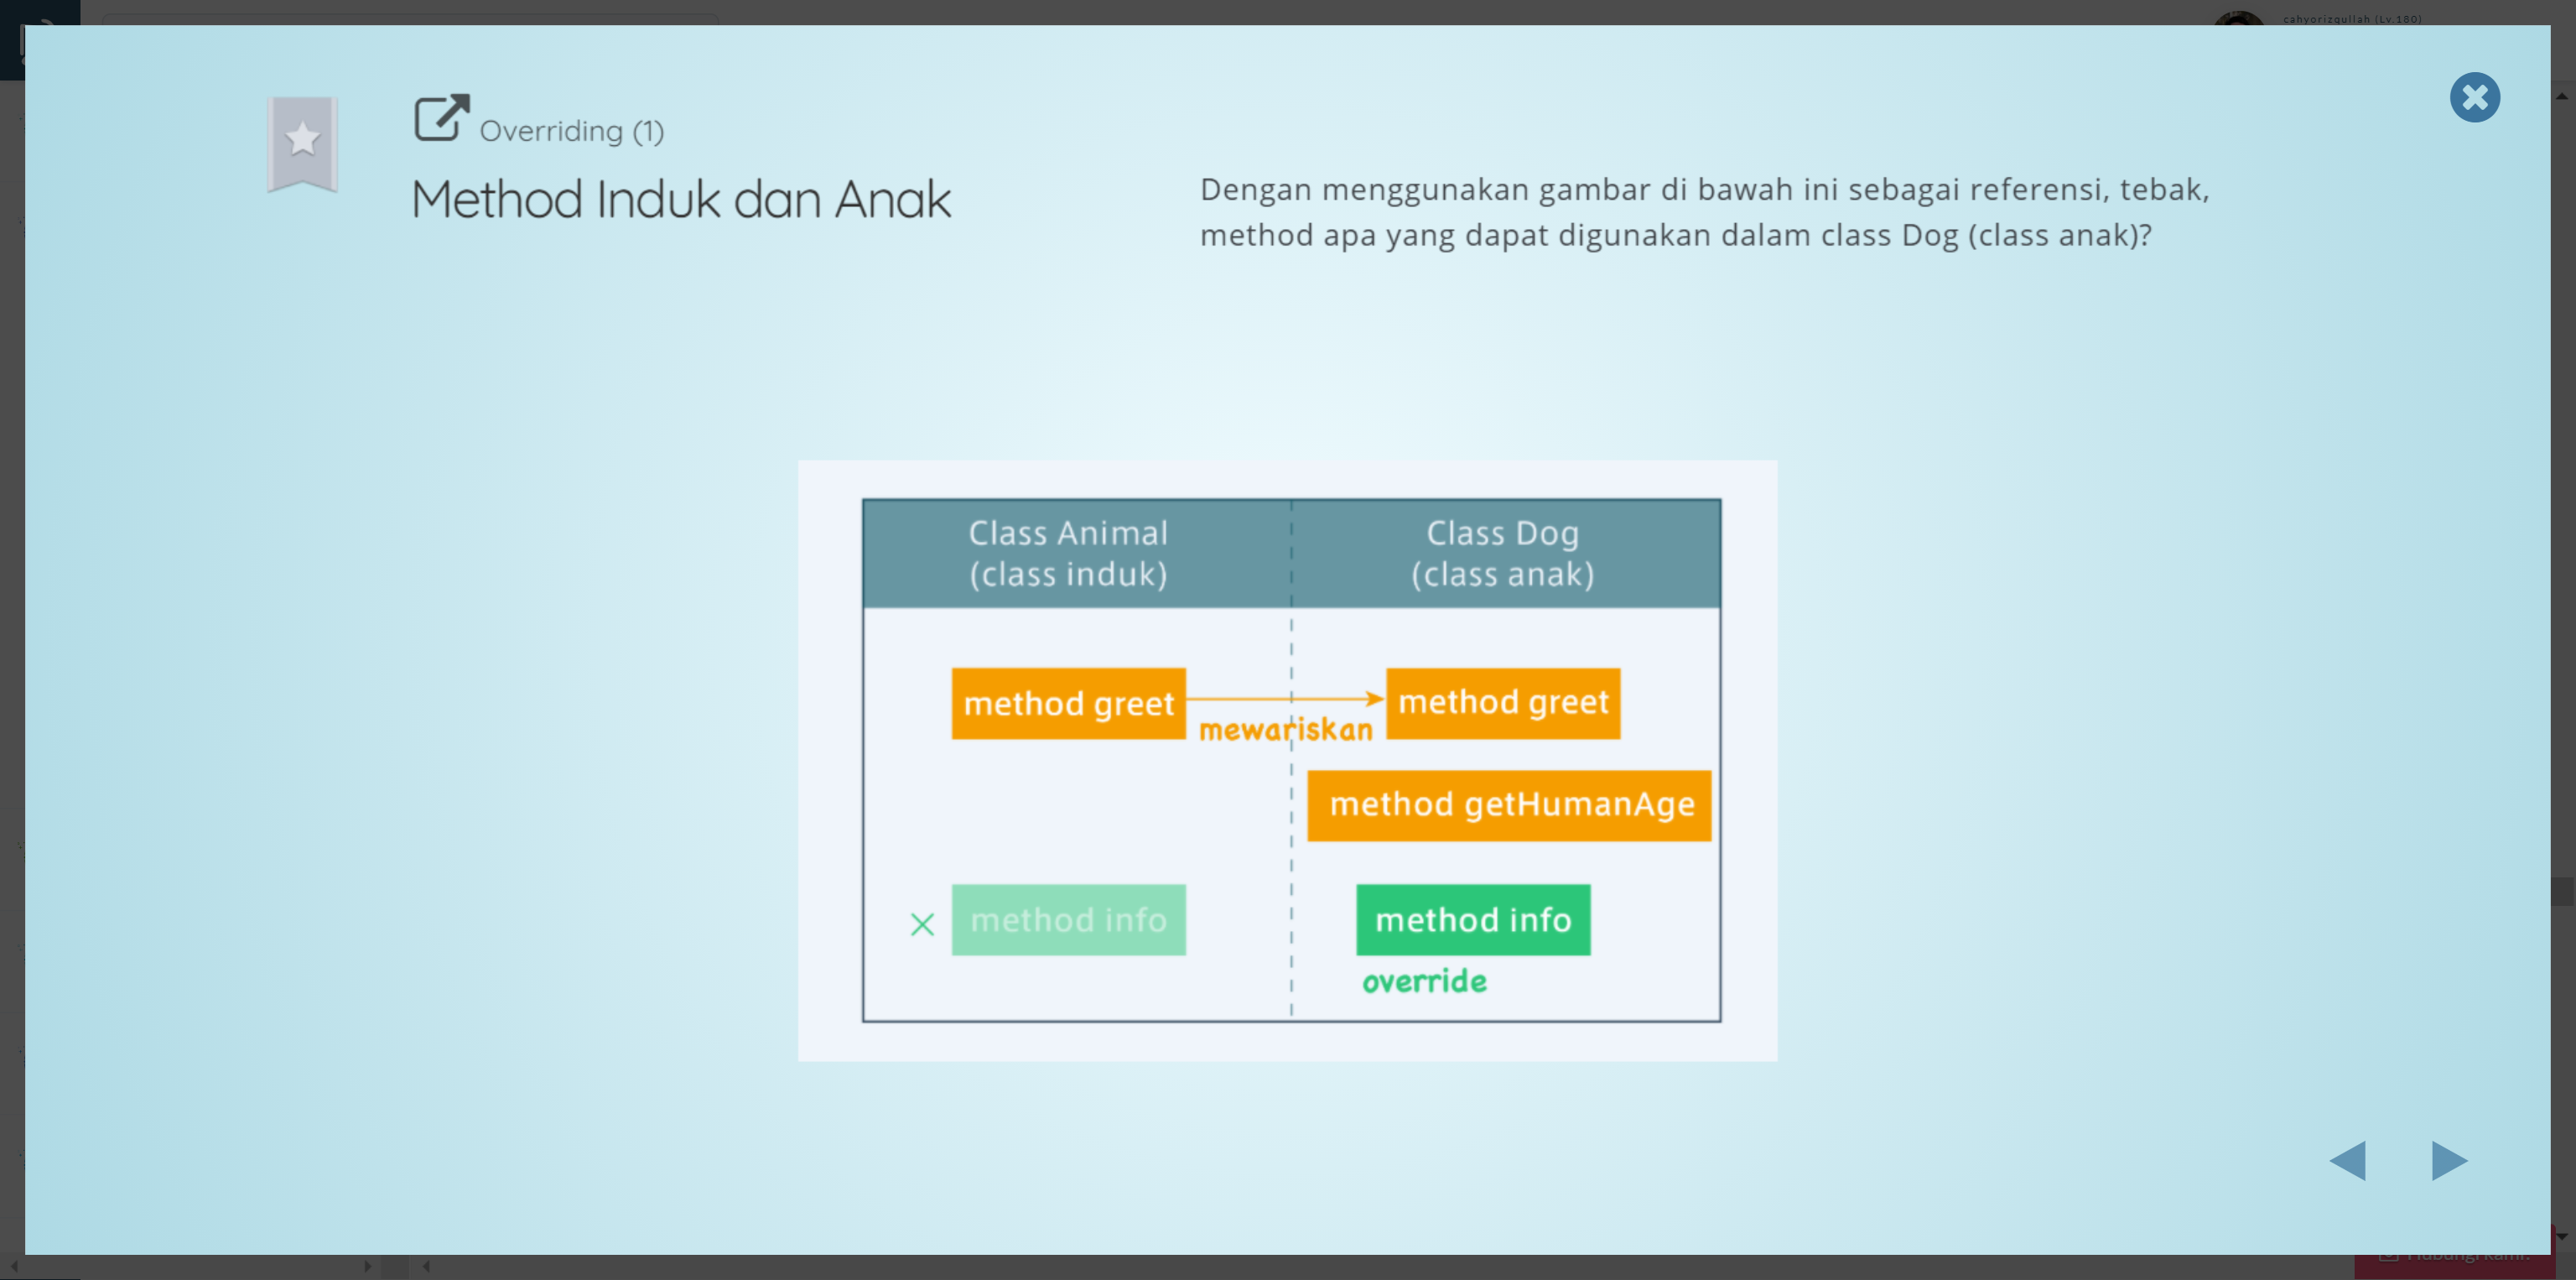 cahyorizqullah (Lv.180)
Overriding (1)
Method Induk dan Anak
Dengan menggunakan gambar di bawah ini sebagai referensi, tebak,
method apa yang dapat digunakan dalam class Dog (class anak)?
Class Animal
(class induk)
Class Dog
(class anak)
method greet
mewariskan
method greet
method getHumanAge
method info
method info
override
Hubungi kami!